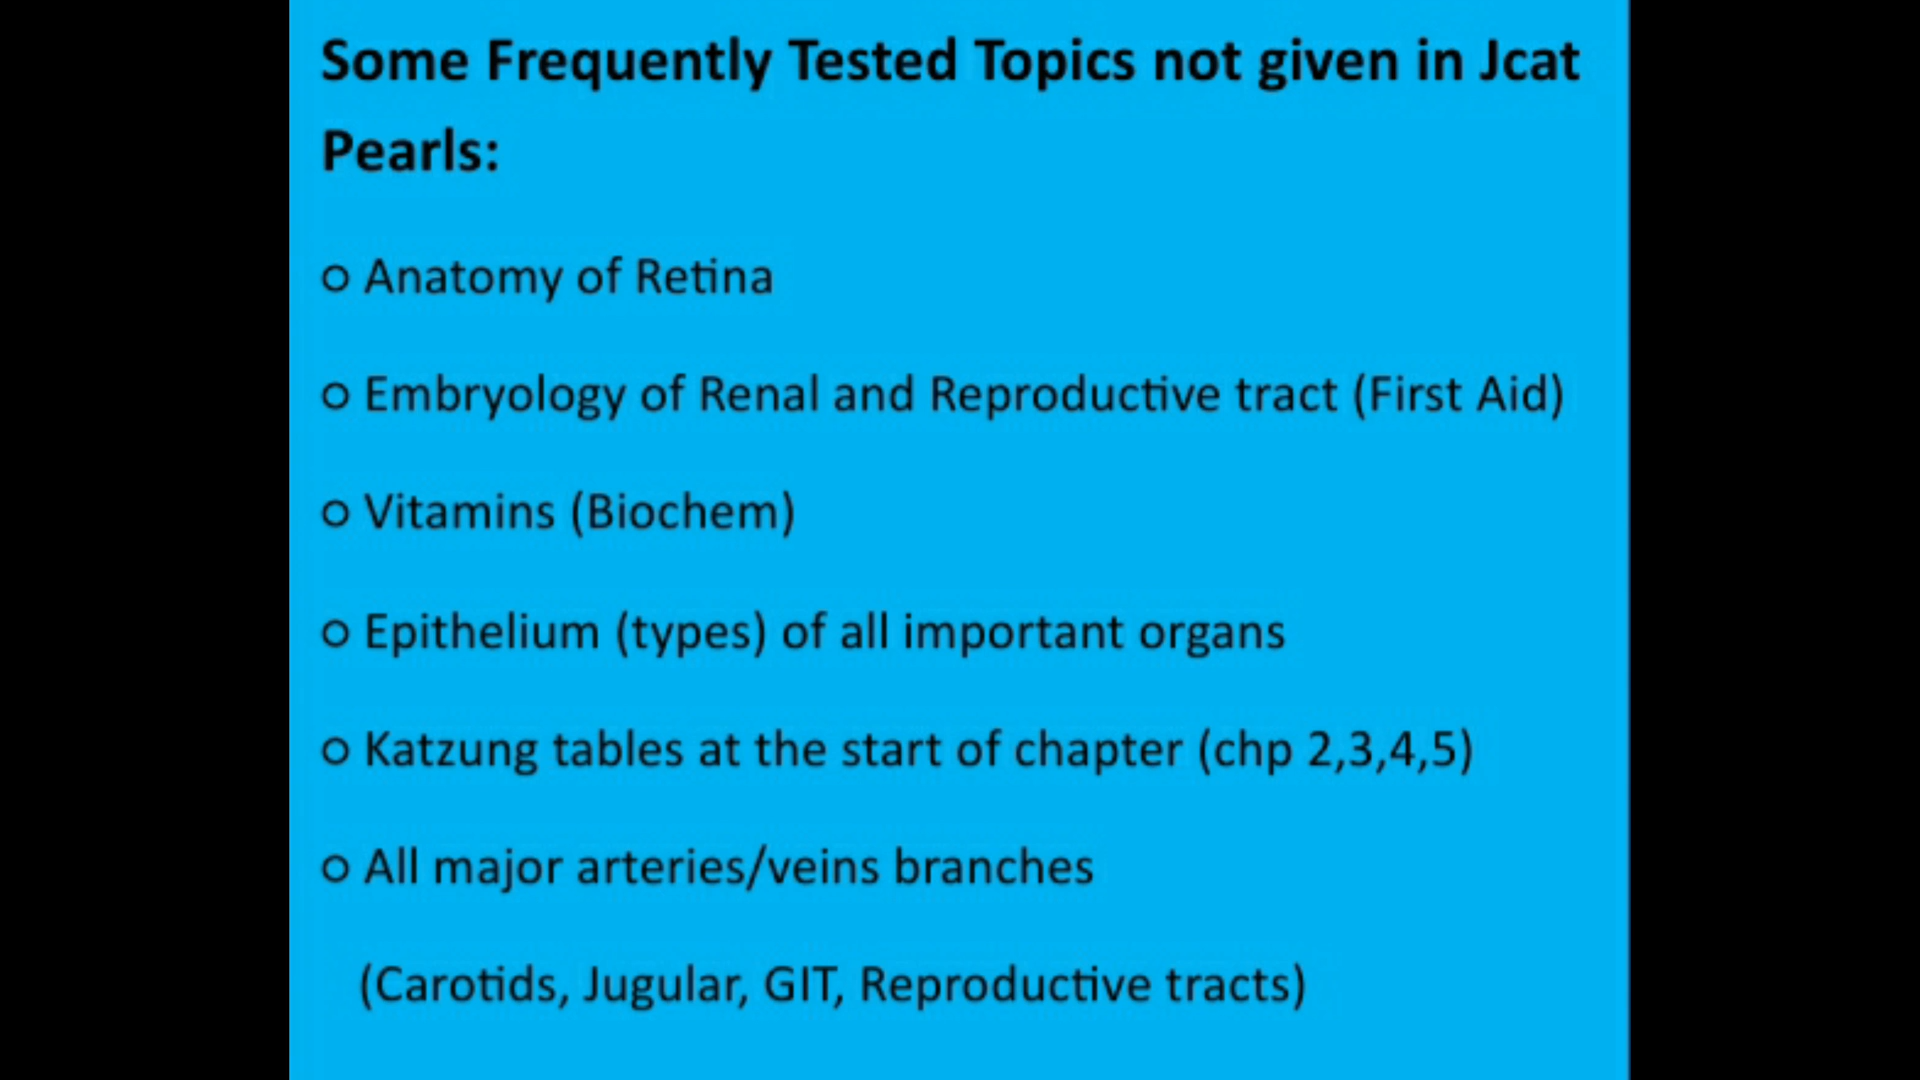 Some Frequently Tested Topics not given in Jcat
Pearls:
○ Anatomy of Retina
○ Embryology of Renal and Reproductive tract (First Aid)
○ Vitamins (Biochem)
○ Epithelium (types) of all important organs
○ Katzung tables at the start of chapter (chp 2,3,4,5)
○ All major arteries/veins branches
(Carotids, Jugular, GIT, Reproductive tracts)